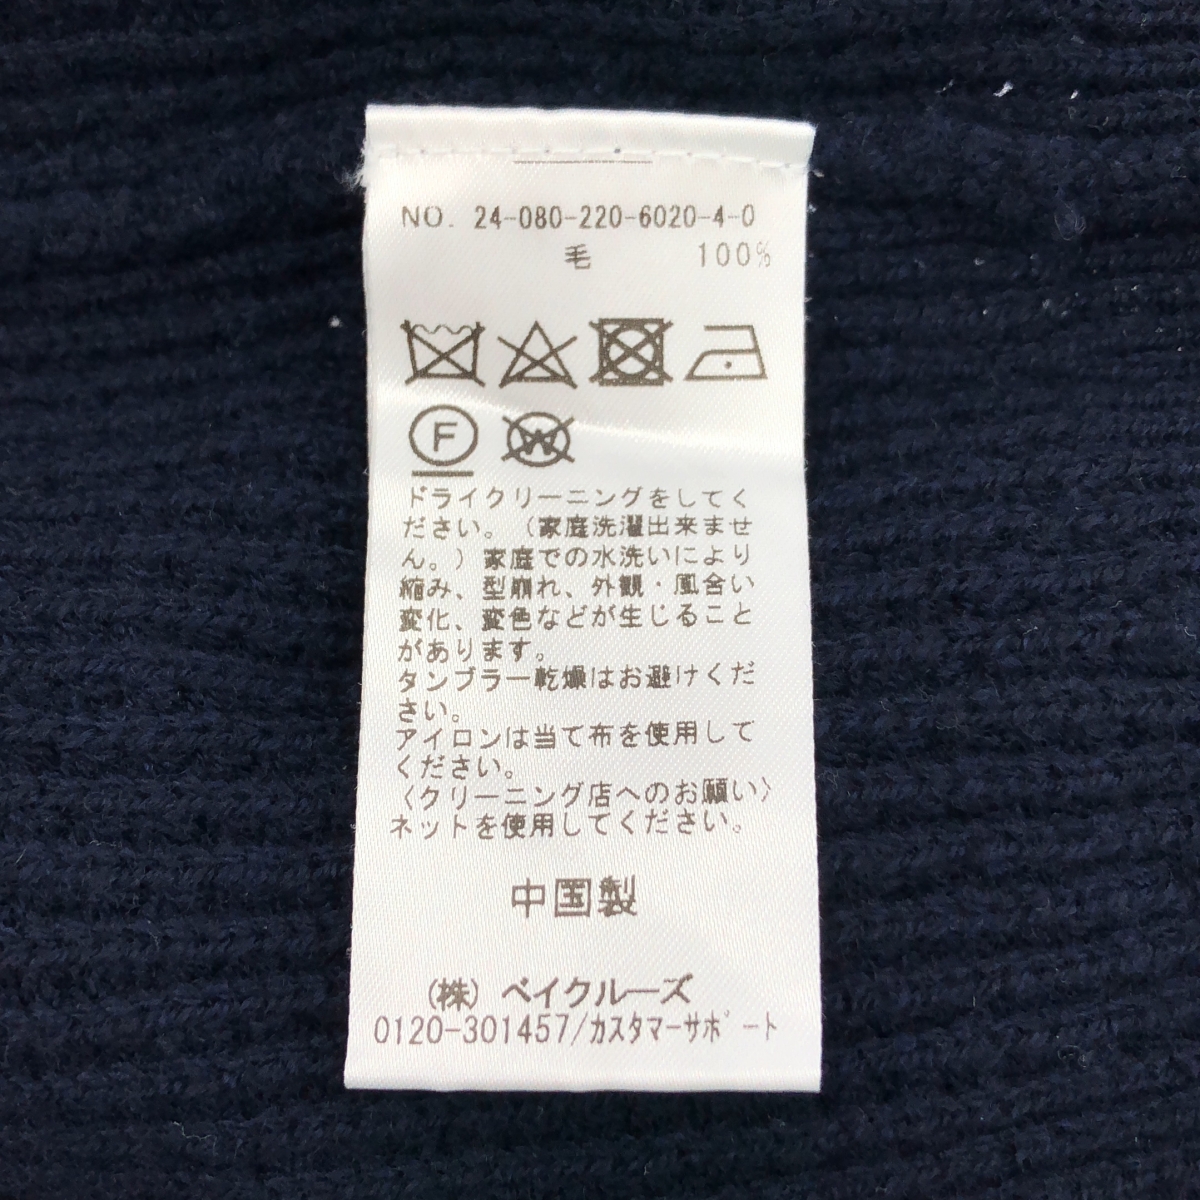 NO. 24-080-220-6020-4-0
毛 100%
F W
ドライクリーニングをしてく
ださい。(家庭洗濯出来ませ
ん。)家庭での水洗いにより
縮み、型崩れ、外観・風合い
変化、変色などが生じること
があります。
タンブラー乾燥はお避けくだ
さい。
アイロンは当て布を使用して
ください。
〈クリーニング店へのお願い〉
ネットを使用してください。
中国製
(株) ベイクルーズ
0120-301457/カスタマーサポート